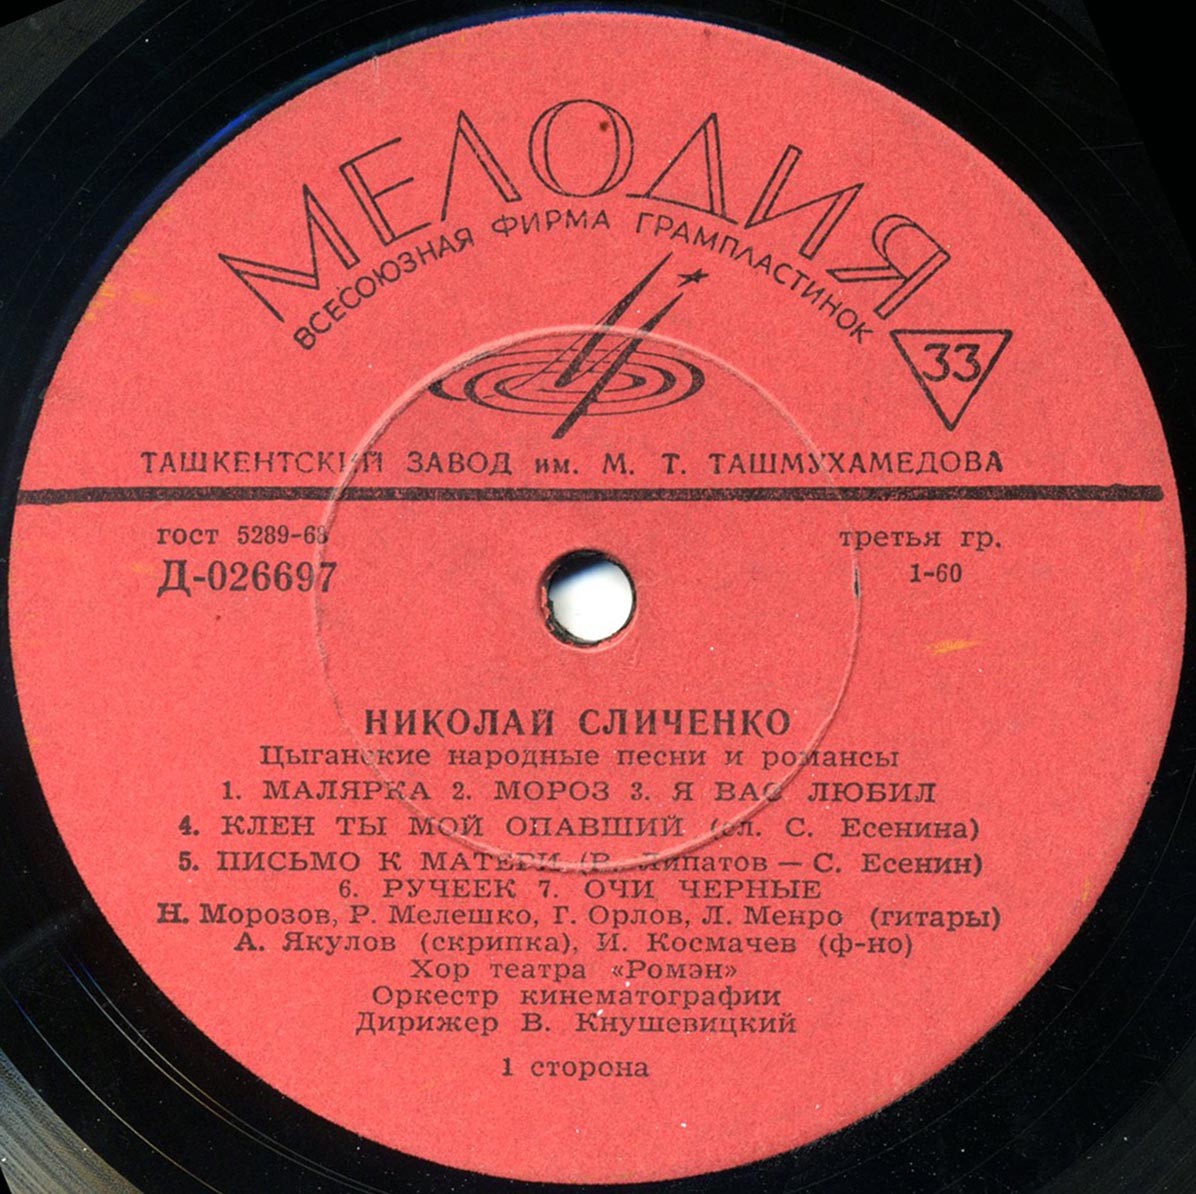 МЕЛОДИЯ
ВСЕСОЮЗНАЯ ФИРМА ГРАМПЛАСТИНОК
33
ТАШКЕНТСКИЙ ЗАВОД им. М. Т. ТАШМУХАМЕДОВА
гост 5289-68 третья гр.
Д-026697 1-60
НИКОЛАЙ СЛИЧЕНКО
Цыганские народные песни и романсы
1. МАЛЯРКА 2. МОРОЗ 3. Я ВАС ЛЮБИЛ
4. КЛЕН ТЫ МОЙ ОПАВШИЙ (сл. С. Есенина)
5. ПИСЬМО К МАТЕРИ (В. Липатов — С. Есенин)
6. РУЧЕЕК 7. ОЧИ ЧЕРНЫЕ
Н. Морозов, Р. Мелешко, Г. Орлов, Л. Менро (гитары)
А. Якулов (скрипка), И. Космачев (ф-но)
Хор театра «Ромэн»
Оркестр кинематографии
Дирижер В. Кнушевицкий
1 сторона